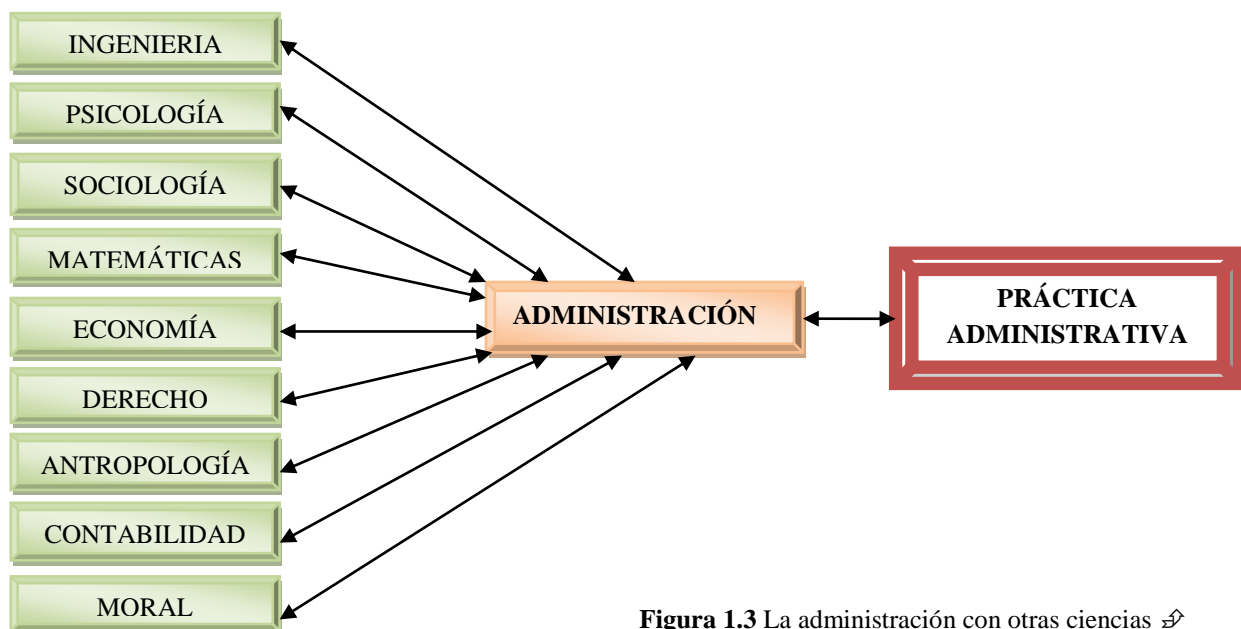 INGENIERIA
PSICOLOGÍA
SOCIOLOGÍA
MATEMÁTICAS
ECONOMÍA
DERECHO
ANTROPOLOGÍA
CONTABILIDAD
MORAL
ADMINISTRACIÓN
PRÁCTICA
ADMINISTRATIVA
Figura 1.3 La administración con otras ciencias